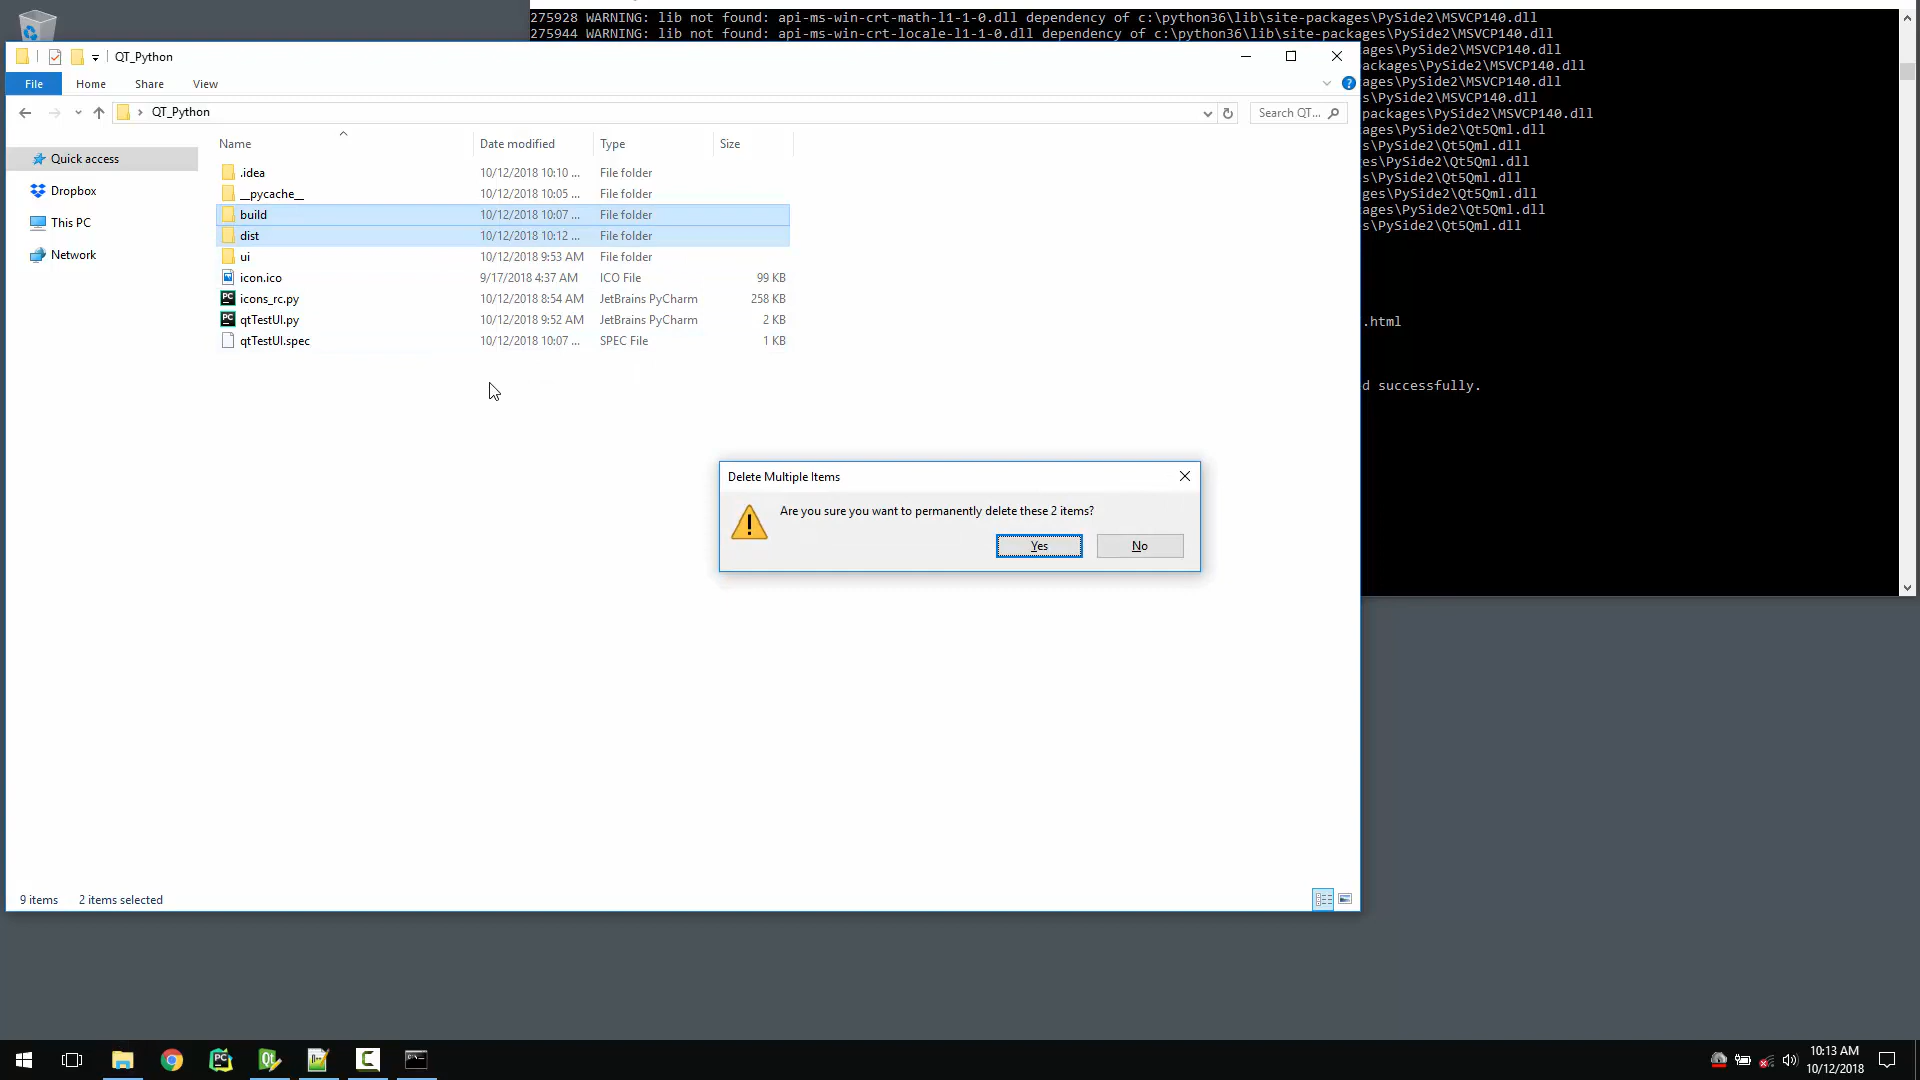 275928 WARNING: lib not found: api-ms-win-crt-math-l1-1-0.dll dependency of c:\python36\lib\site-packages\PySide2\MSVCP140.dll
275944 WARNING: lib not found: api-ms-win-crt-locale-l1-1-0.dll dependency of c:\python36\lib\site-packages\PySide2\MSVCP140.dll
ackages\PySide2\MSVCP140.dll
packages\PySide2\MSVCP140.dll
ackages\PySide2\MSVCP140.dll
s\PySide2\MSVCP140.dll
packages\PySide2\MSVCP140.dll
ages\PySide2\Qt5Qml.dll
s\PySide2\Qt5Qml.dll
es\PySide2\Qt5Qml.dll
s\PySide2\Qt5Qml.dll
kages\PySide2\Qt5Qml.dll
ages\PySide2\Qt5Qml.dll
s\PySide2\Qt5Qml.dll
.html
d successfully.
QT_Python
File Home Share View
QT_Python
Search QT...
Name Date modified Type Size
Quick access
Dropbox
This PC
Network
.idea 10/12/2018 10:10 ... File folder
__pycache__ 10/12/2018 10:05 ... File folder
build 10/12/2018 10:07 ... File folder
dist 10/12/2018 10:12 ... File folder
ui 10/12/2018 9:53 AM File folder
icon.ico 9/17/2018 4:37 AM ICO File 99 KB
icons_rc.py 10/12/2018 8:54 AM JetBrains PyCharm 258 KB
qtTestUI.py 10/12/2018 9:52 AM JetBrains PyCharm 2 KB
qtTestUI.spec 10/12/2018 10:07 ... SPEC File 1 KB
Delete Multiple Items
Are you sure you want to permanently delete these 2 items?
Yes No
9 items 2 items selected
10:13 AM
10/12/2018